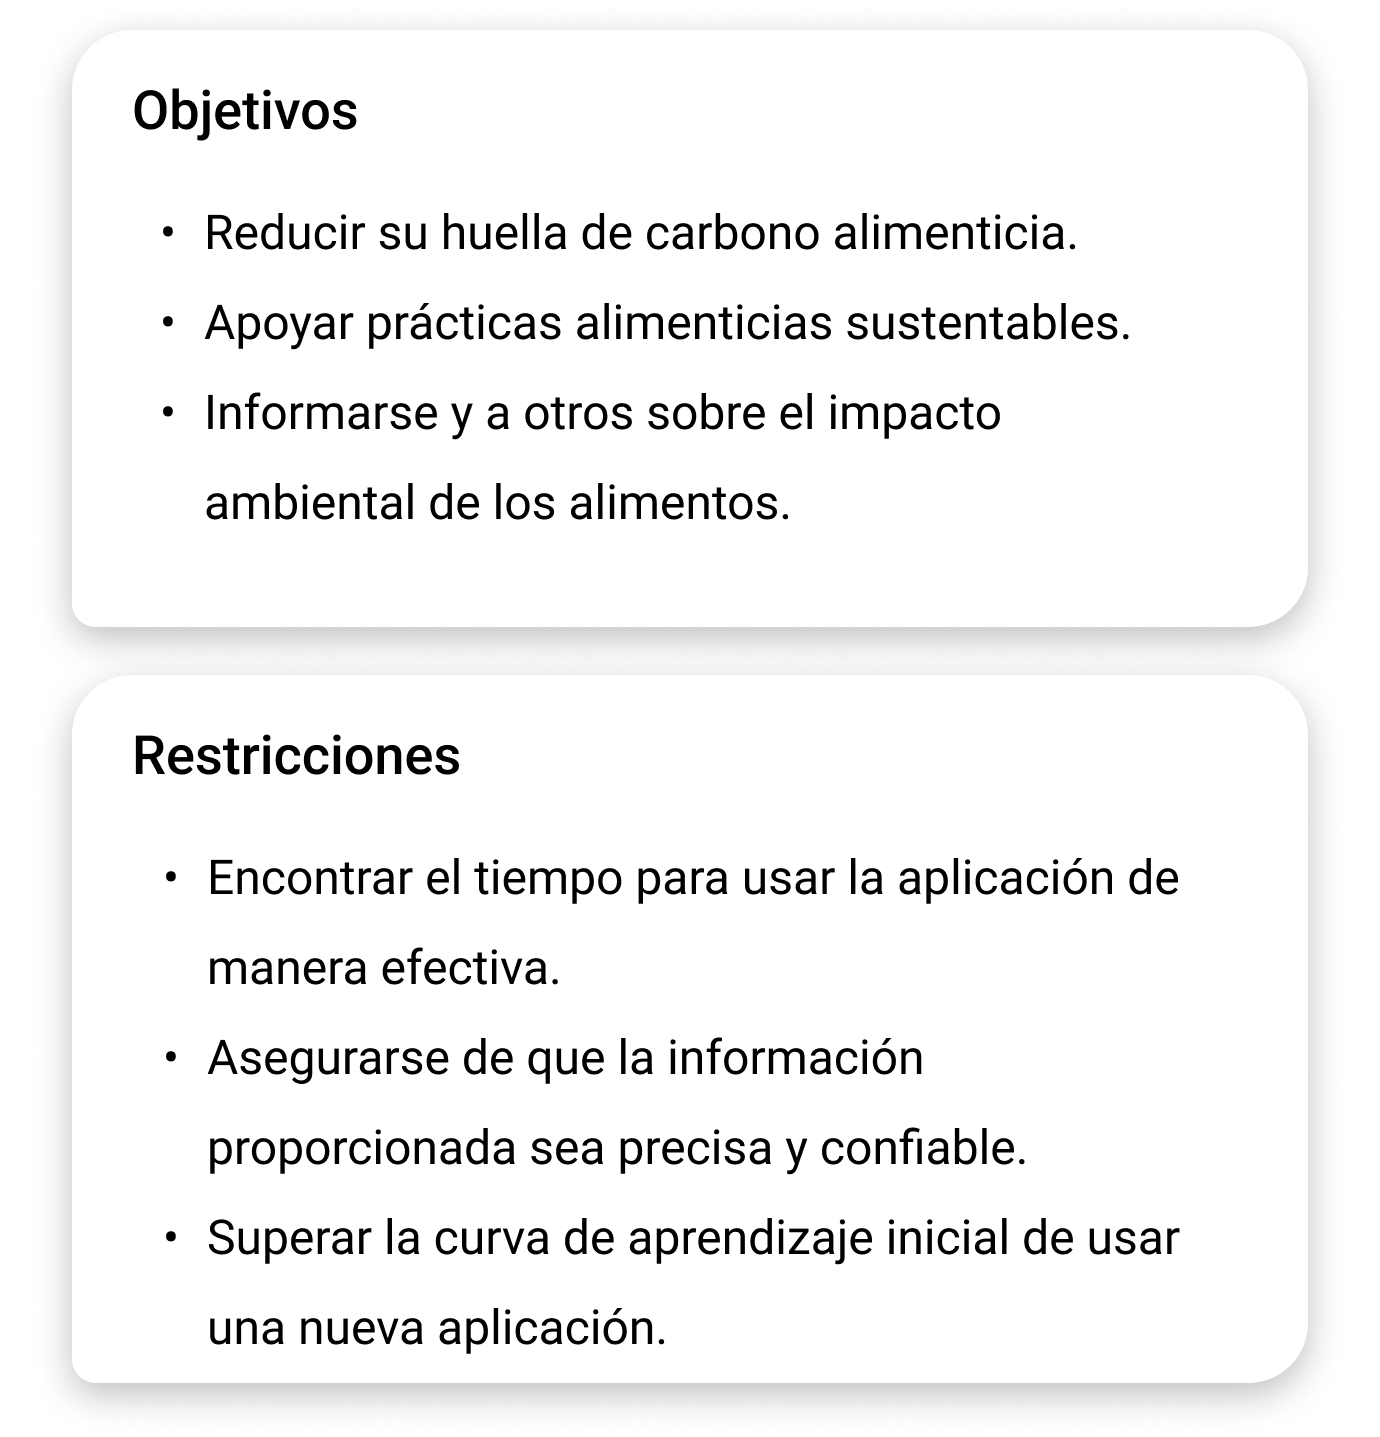 Objetivos
• Reducir su huella de carbono alimenticia.
• Apoyar prácticas alimenticias sustentables.
• Informarse y a otros sobre el impacto
ambiental de los alimentos.
Restricciones
• Encontrar el tiempo para usar la aplicación de
manera efectiva.
• Asegurarse de que la información
proporcionada sea precisa y confiable.
• Superar la curva de aprendizaje inicial de usar
una nueva aplicación.